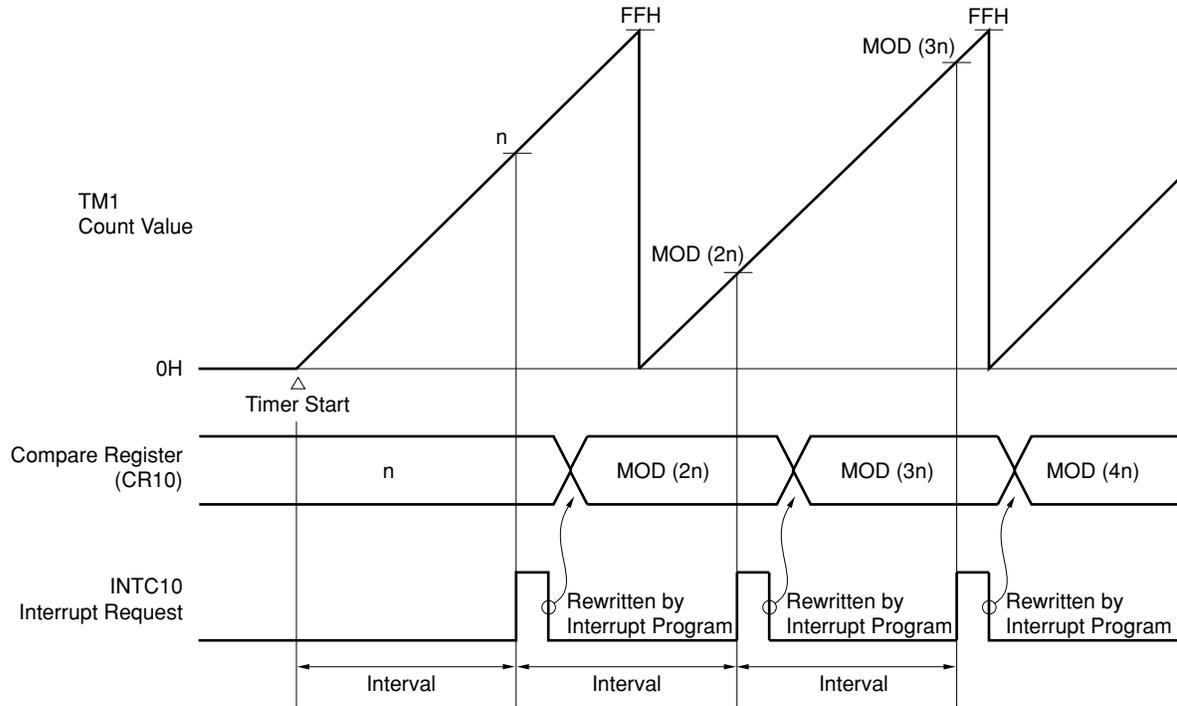 FFH
FFH
MOD (3n)
n
TM1
Count Value
MOD (2n)
0H
Timer Start
Compare Register
(CR10)
n
MOD (2n)
MOD (3n)
MOD (4n)
INTC10
Interrupt Request
Rewritten by
Interrupt Program
Rewritten by
Interrupt Program
Rewritten by
Interrupt Program
Interval
Interval
Interval